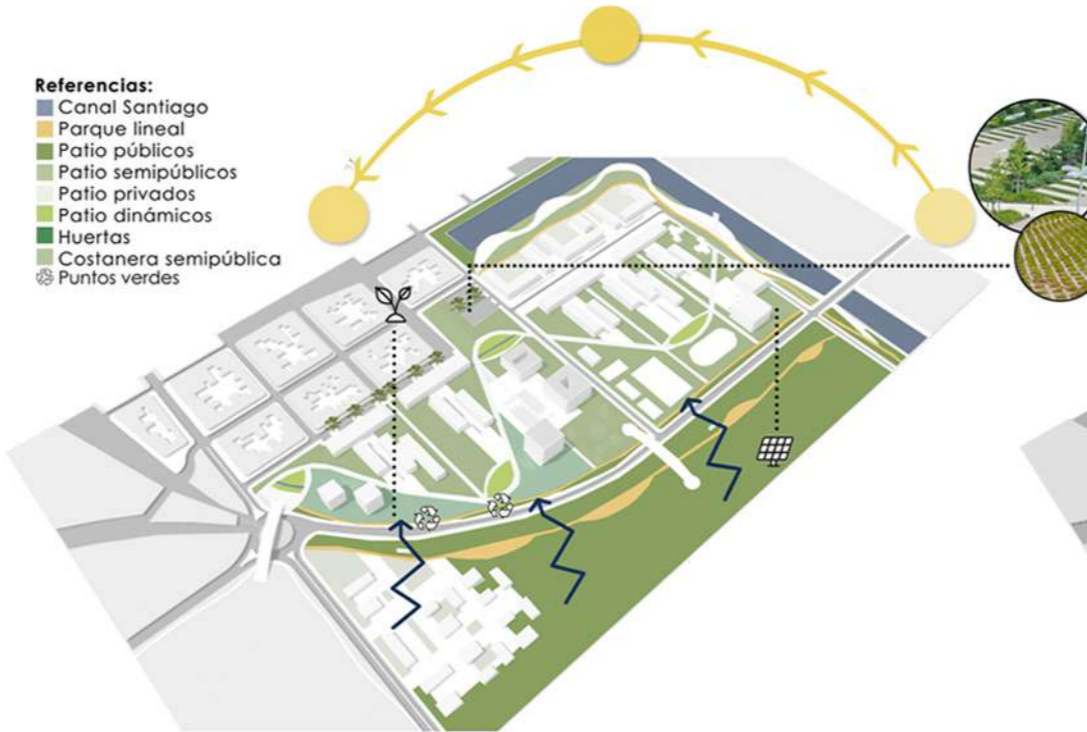 Referencias:
Canal Santiago
Parque lineal
Patio públicos
Patio semipúblicos
Patio privados
Patio dinámicos
Huertas
Costanera semipública
Puntos verdes